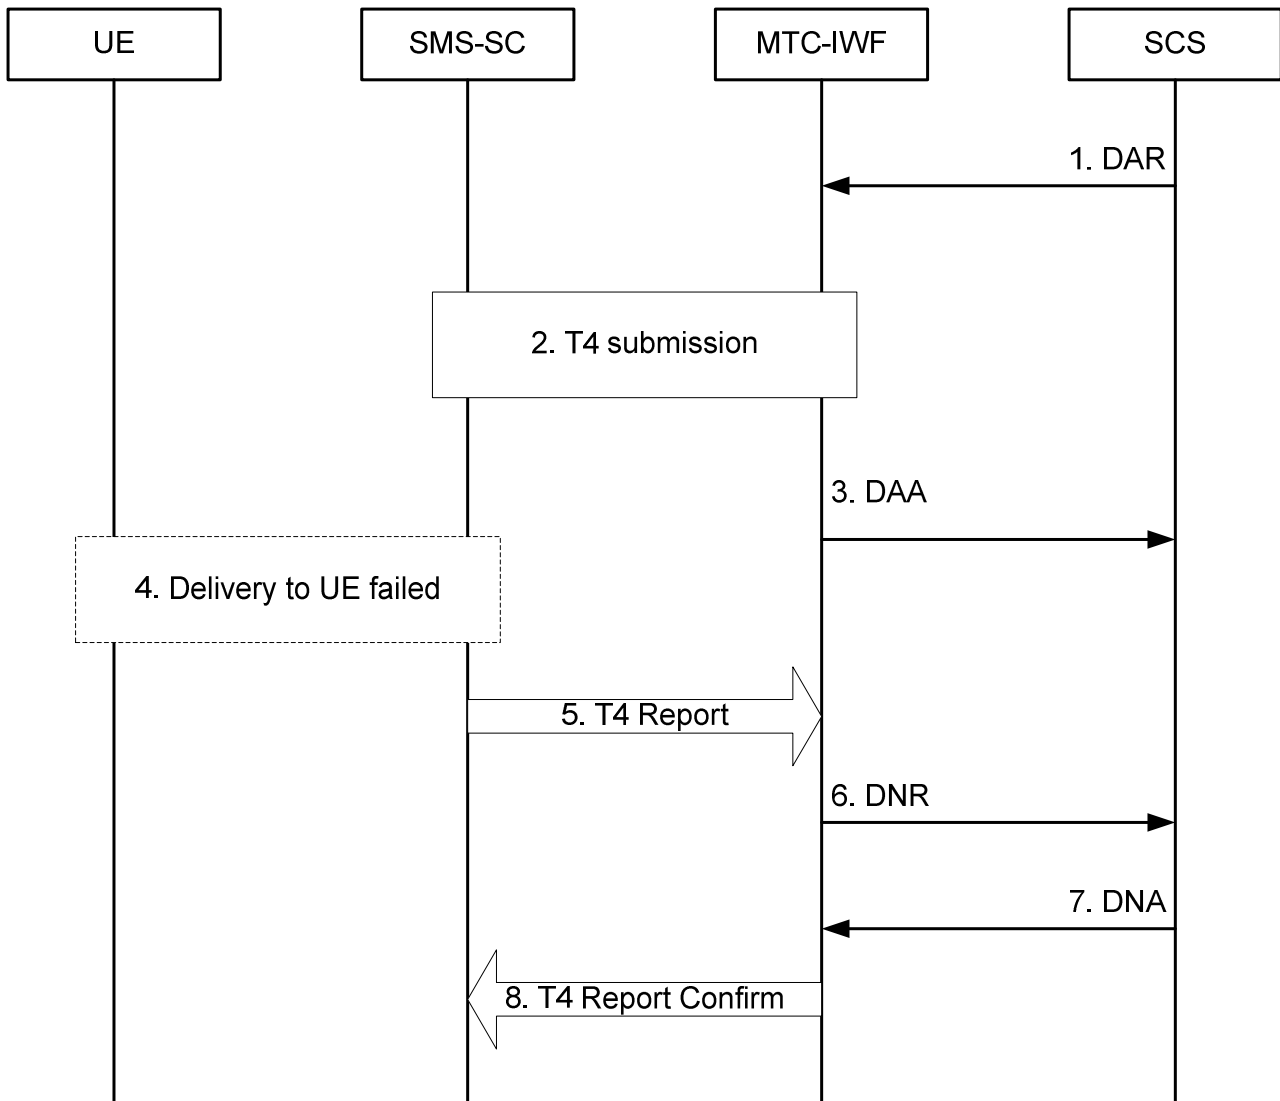 UE
SMS-SC
MTC-IWF
SCS
1. DAR
2. T4 submission
3. DAA
4. Delivery to UE failed
5. T4 Report
6. DNR
7. DNA
8. T4 Report Confirm